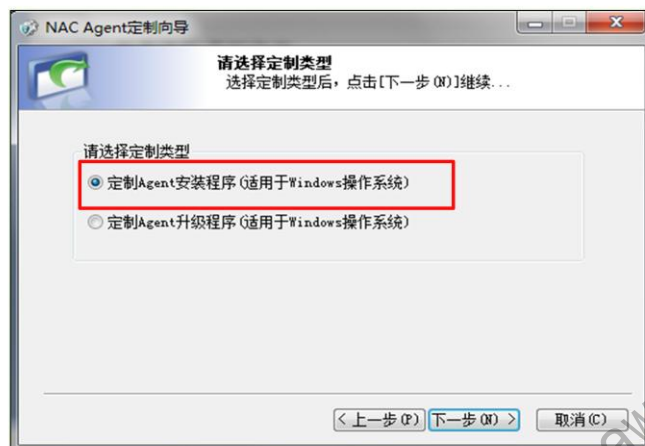 NAC Agent定制向导
请选择定制类型
选择定制类型后，点击[下一步(N)]继续...
请选择定制类型
定制Agent安装程序(适用于Windows操作系统)
定制Agent升级程序(适用于Windows操作系统)
<上一步(P) 下一步(N)> 取消(C)